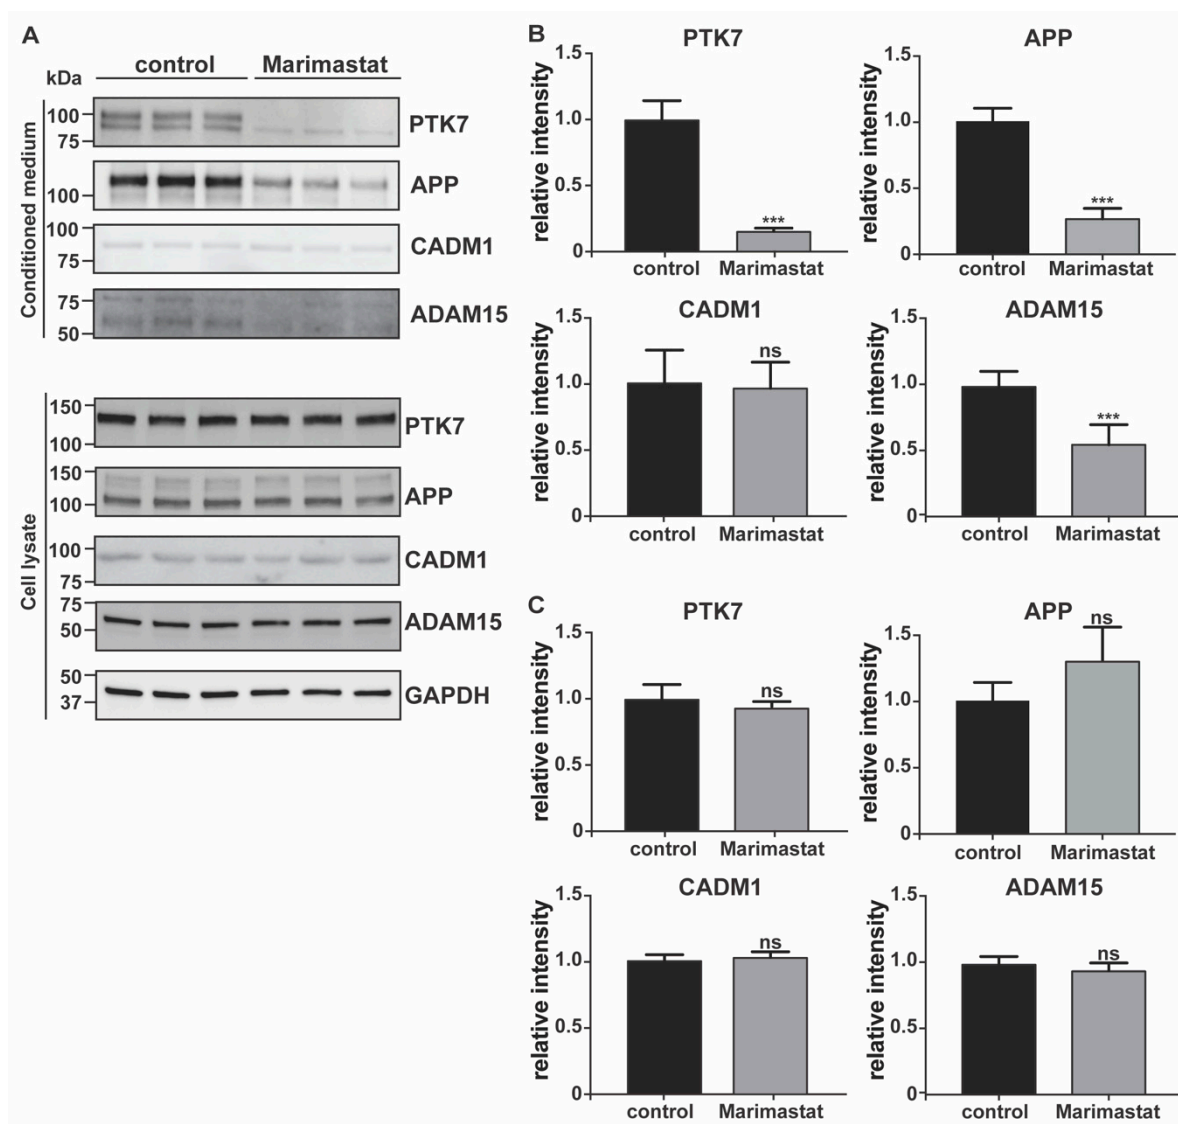 A
control Marimastat
kDa
Conditioned medium
100
75
PTK7
100
APP
100
75
CADM1
75
50
ADAM15
Cell lysate
150
100
PTK7
150
100
APP
100
75
CADM1
75
50
ADAM15
50
37
GAPDH
B
PTK7
relative intensity
1.5
1.0
0.5
0
***
control Marimastat
APP
relative intensity
1.5
1.0
0.5
0
***
control Marimastat
CADM1
relative intensity
1.5
1.0
0.5
0
ns
control Marimastat
ADAM15
relative intensity
1.5
1.0
0.5
0
***
control Marimastat
C
PTK7
relative intensity
1.5
1.0
0.5
0
ns
control Marimastat
APP
relative intensity
1.5
1.0
0.5
0
ns
control Marimastat
CADM1
relative intensity
1.5
1.0
0.5
0
ns
control Marimastat
ADAM15
relative intensity
1.5
1.0
0.5
0
ns
control Marimastat